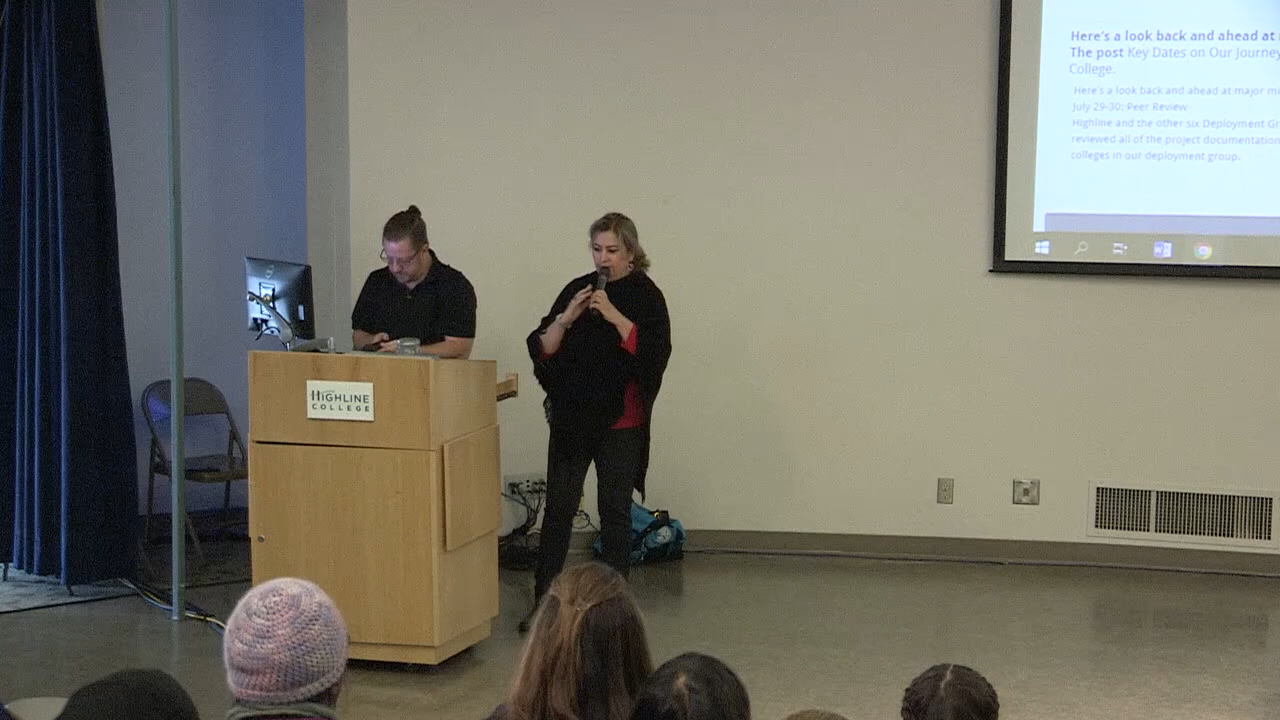 Here's a look back and ahead at
The post Key Dates on Our Journey
College.
Here's a look back and ahead at major
July 29-30: Peer Review
Highline and the other six Deployment
reviewed all of the project documentation
colleges in our deployment group.
HIGHLINE
COLLEGE